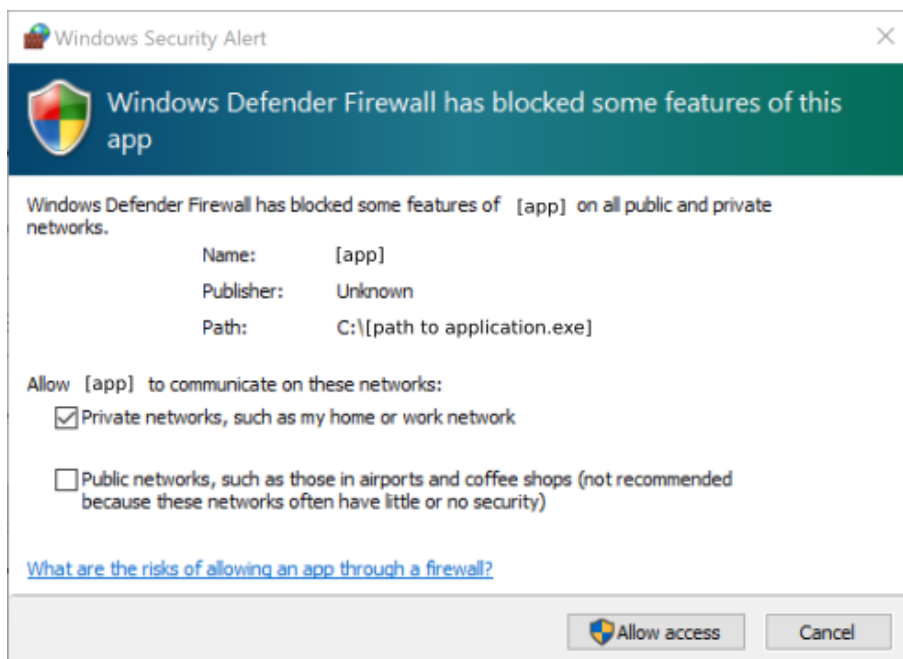 Windows Security Alert
Windows Defender Firewall has blocked some features of this
app
Windows Defender Firewall has blocked some features of [app] on all public and private
networks.
Name: [app]
Publisher: Unknown
Path: C:\[path to application.exe]
Allow [app] to communicate on these networks:
Private networks, such as my home or work network
Public networks, such as those in airports and coffee shops (not recommended
because these networks often have little or no security)
What are the risks of allowing an app through a firewall?
Allow access Cancel